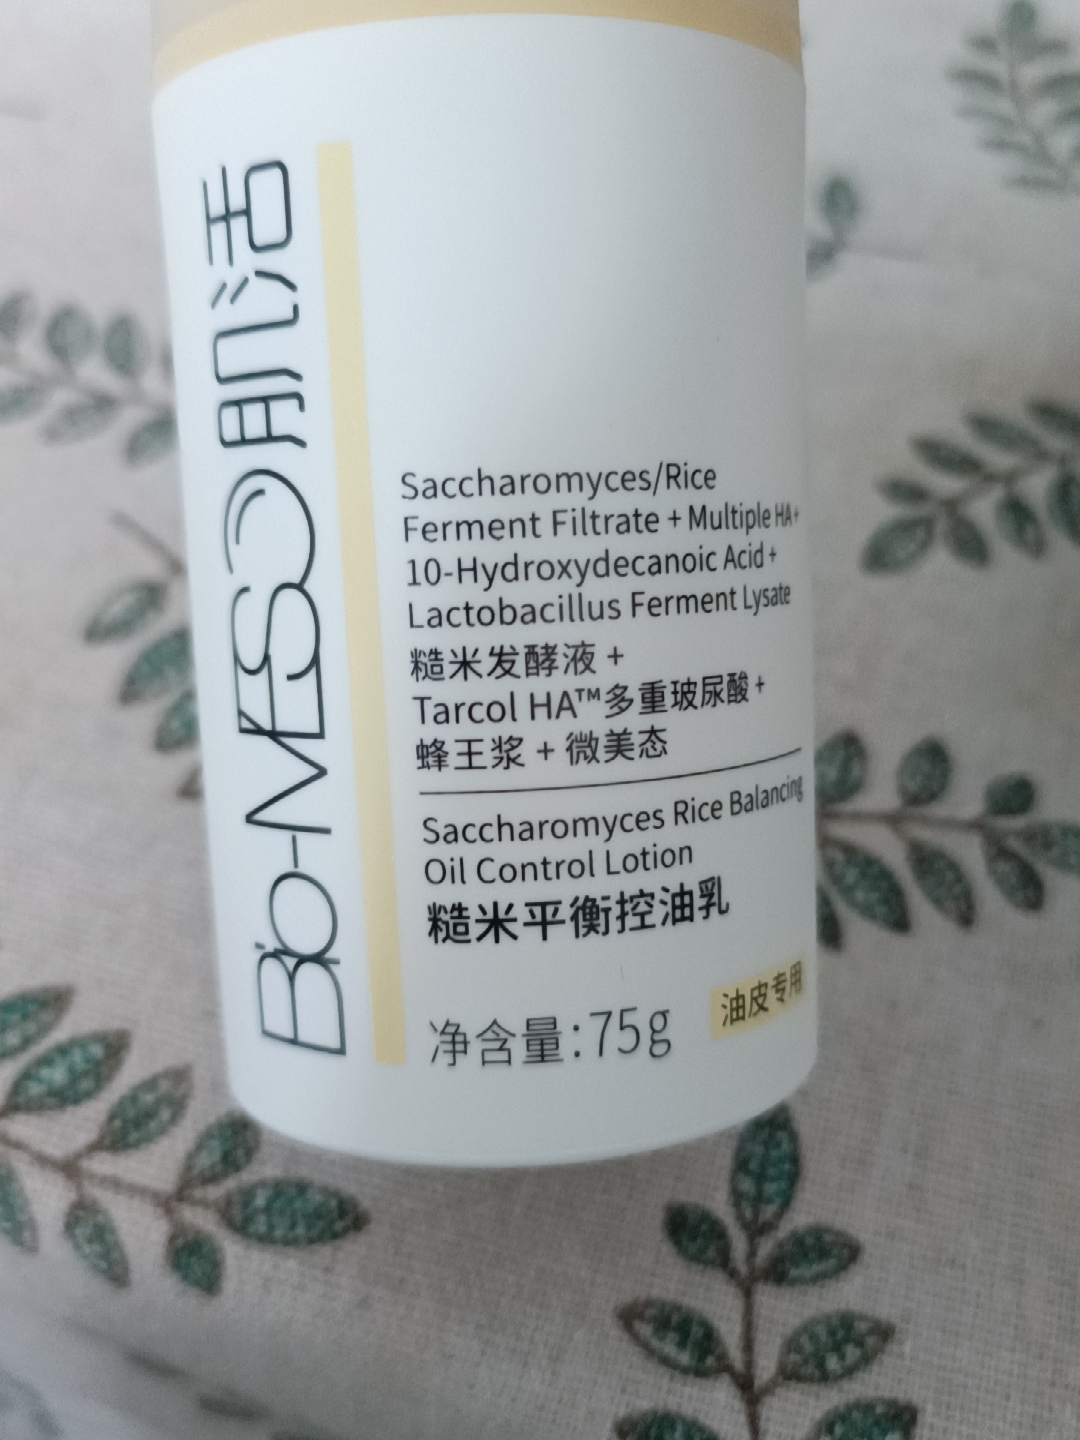 Bio-MESO肌活
Saccharomyces/Rice
Ferment Filtrate + Multiple HA+
10-Hydroxydecanoic Acid +
Lactobacillus Ferment Lysate
糙米发酵液 +
Tarcol HA™多重玻尿酸 +
蜂王浆 + 微美态
Saccharomyces Rice Balancing
Oil Control Lotion
糙米平衡控油乳
净含量:75g
油皮专用